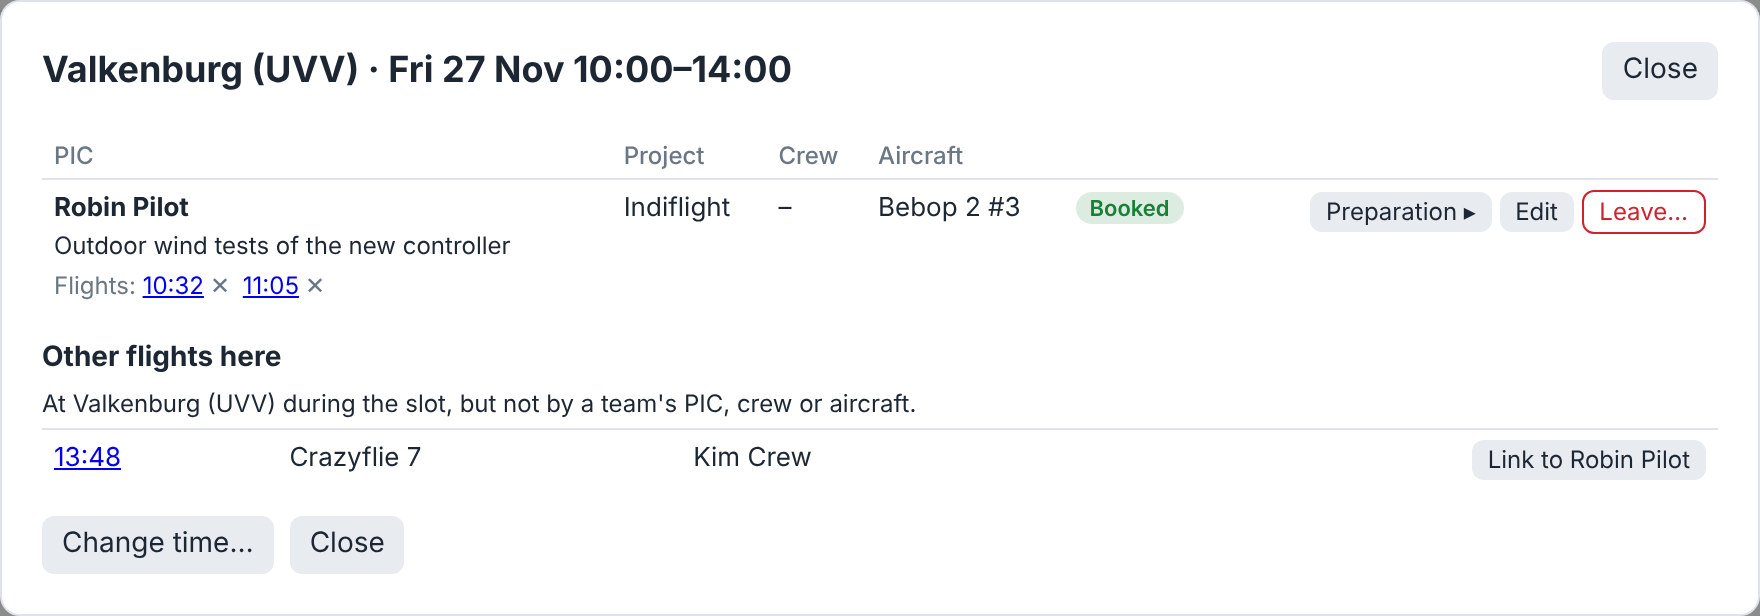 Valkenburg (UVV) · Fri 27 Nov 10:00–14:00
Close
PIC Project Crew Aircraft
Robin Pilot Indiflight – Bebop 2 #3 Booked Preparation ▸ Edit Leave...
Outdoor wind tests of the new controller
Flights: 10:32 × 11:05 ×
Other flights here
At Valkenburg (UVV) during the slot, but not by a team's PIC, crew or aircraft.
13:48 Crazyflie 7 Kim Crew Link to Robin Pilot
Change time... Close